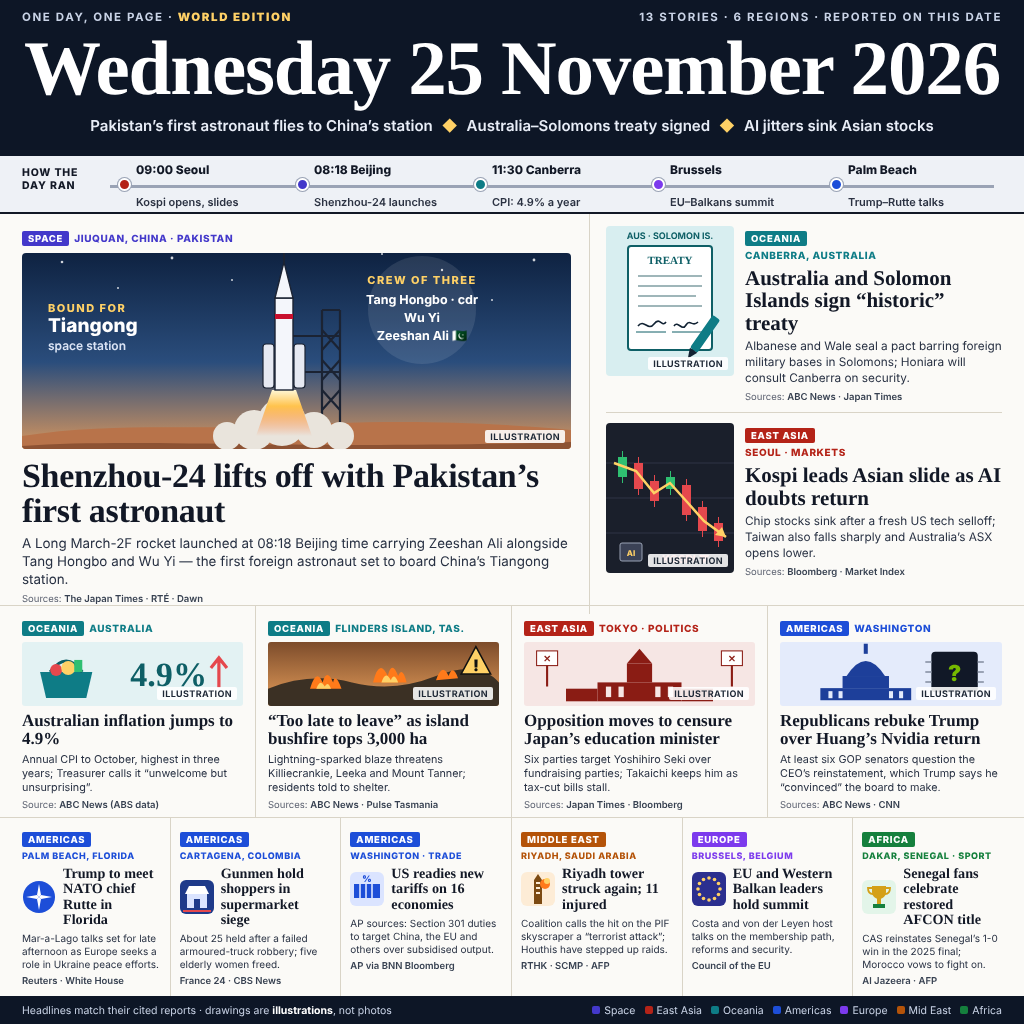 ONE DAY, ONE PAGE · WORLD EDITION
13 STORIES · 6 REGIONS · REPORTED ON THIS DATE
Wednesday 25 November 2026
Pakistan’s first astronaut flies to China’s station ◆ Australia–Solomons treaty signed ◆ AI jitters sink Asian stocks
HOW THE
DAY RAN
09:00 Seoul
Kospi opens, slides
08:18 Beijing
Shenzhou-24 launches
11:30 Canberra
CPI: 4.9% a year
Brussels
EU–Balkans summit
Palm Beach
Trump–Rutte talks
SPACE JIUQUAN, CHINA · PAKISTAN
BOUND FOR
Tiangong
space station
CREW OF THREE
Tang Hongbo · cdr
Wu Yi
Zeeshan Ali 🇵🇰
ILLUSTRATION
Shenzhou-24 lifts off with Pakistan’s
first astronaut
A Long March-2F rocket launched at 08:18 Beijing time carrying Zeeshan Ali alongside
Tang Hongbo and Wu Yi — the first foreign astronaut set to board China’s Tiangong
station.
Sources: The Japan Times · RTÉ · Dawn
AUS · SOLOMON IS.
TREATY
ILLUSTRATION
OCEANIA
CANBERRA, AUSTRALIA
Australia and Solomon
Islands sign “historic”
treaty
Albanese and Wale seal a pact barring foreign
military bases in Solomons; Honiara will
consult Canberra on security.
Sources: ABC News · Japan Times
AI
ILLUSTRATION
EAST ASIA
SEOUL · MARKETS
Kospi leads Asian slide as AI
doubts return
Chip stocks sink after a fresh US tech selloff;
Taiwan also falls sharply and Australia’s ASX
opens lower.
Sources: Bloomberg · Market Index
OCEANIA AUSTRALIA
4.9%
ILLUSTRATION
Australian inflation jumps to
4.9%
Annual CPI to October, highest in three
years; Treasurer calls it “unwelcome but
unsurprising”.
Source: ABC News (ABS data)
OCEANIA FLINDERS ISLAND, TAS.
!
ILLUSTRATION
“Too late to leave” as island
bushfire tops 3,000 ha
Lightning-sparked blaze threatens
Killiecrankie, Leeka and Mount Tanner;
residents told to shelter.
Sources: ABC News · Pulse Tasmania
EAST ASIA TOKYO · POLITICS
✕
✕
ILLUSTRATION
Opposition moves to censure
Japan’s education minister
Six parties target Yoshihiro Seki over
fundraising parties; Takaichi keeps him as
tax-cut bills stall.
Sources: Japan Times · Bloomberg
AMERICAS WASHINGTON
?
ILLUSTRATION
Republicans rebuke Trump
over Huang’s Nvidia return
At least six GOP senators question the
CEO’s reinstatement, which Trump says he
“convinced” the board to make.
Sources: ABC News · CNN
AMERICAS
PALM BEACH, FLORIDA
Trump to meet
NATO chief
Rutte in
Florida
Mar-a-Lago talks set for late
afternoon as Europe seeks a
role in Ukraine peace efforts.
Reuters · White House
AMERICAS
CARTAGENA, COLOMBIA
Gunmen hold
shoppers in
supermarket
siege
About 25 held after a failed
armoured-truck robbery; five
elderly women freed.
France 24 · CBS News
AMERICAS
WASHINGTON · TRADE
%
US readies new
tariffs on 16
economies
AP sources: Section 301 duties
to target China, the EU and
others over subsidised output.
AP via BNN Bloomberg
MIDDLE EAST
RIYADH, SAUDI ARABIA
Riyadh tower
struck again; 11
injured
Coalition calls the hit on the PIF
skyscraper a “terrorist attack”;
Houthis have stepped up raids.
RTHK · SCMP · AFP
EUROPE
BRUSSELS, BELGIUM
EU and Western
Balkan leaders
hold summit
Costa and von der Leyen host
talks on the membership path,
reforms and security.
Council of the EU
AFRICA
DAKAR, SENEGAL · SPORT
Senegal fans
celebrate
restored
AFCON title
CAS reinstates Senegal’s 1-0
win in the 2025 final;
Morocco vows to fight on.
Al Jazeera · AFP
Headlines match their cited reports · drawings are illustrations, not photos
Space East Asia Oceania Americas Europe Mid East Africa